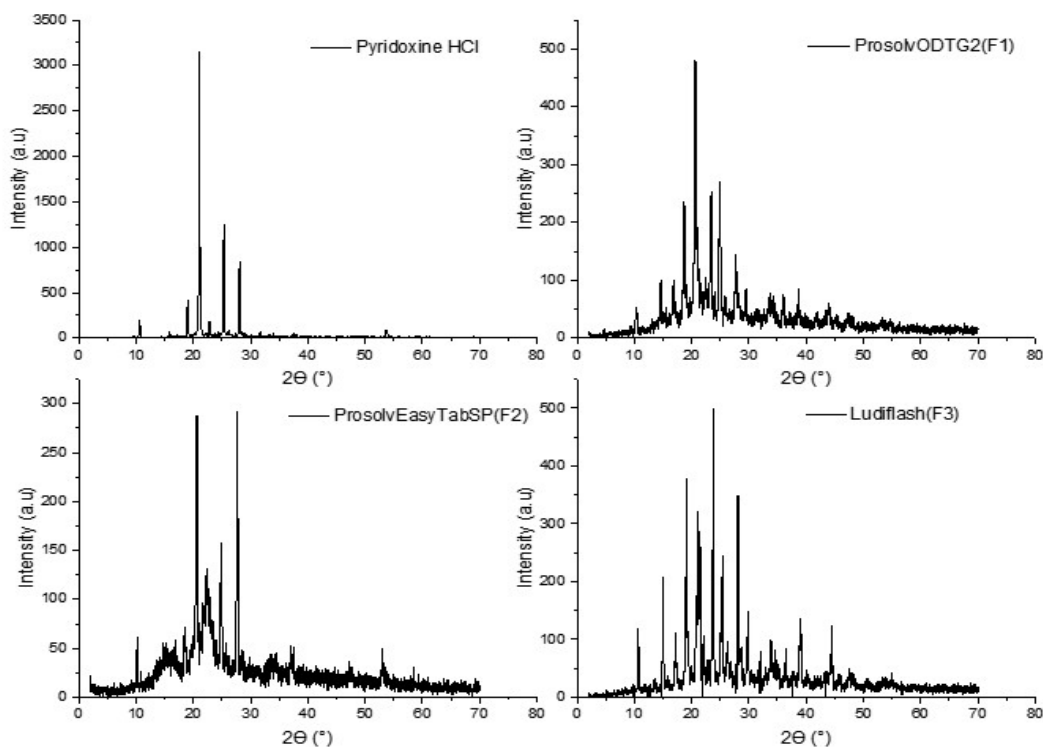 3500
3000
2500
2000
1500
1000
500
0
Intensity (a.u)
Pyridoxine HCl
0 10 20 30 40 50 60 70 80
2Θ (°)
500
400
300
200
100
0
Intensity (a.u)
ProsolvODTG2(F1)
0 10 20 30 40 50 60 70 80
2Θ (°)
300
250
200
150
100
50
0
Intensity (a.u)
ProsolvEasyTabSP(F2)
0 10 20 30 40 50 60 70 80
2Θ (°)
500
400
300
200
100
0
Intensity (a.u)
Ludiflash(F3)
0 10 20 30 40 50 60 70 80
2Θ (°)